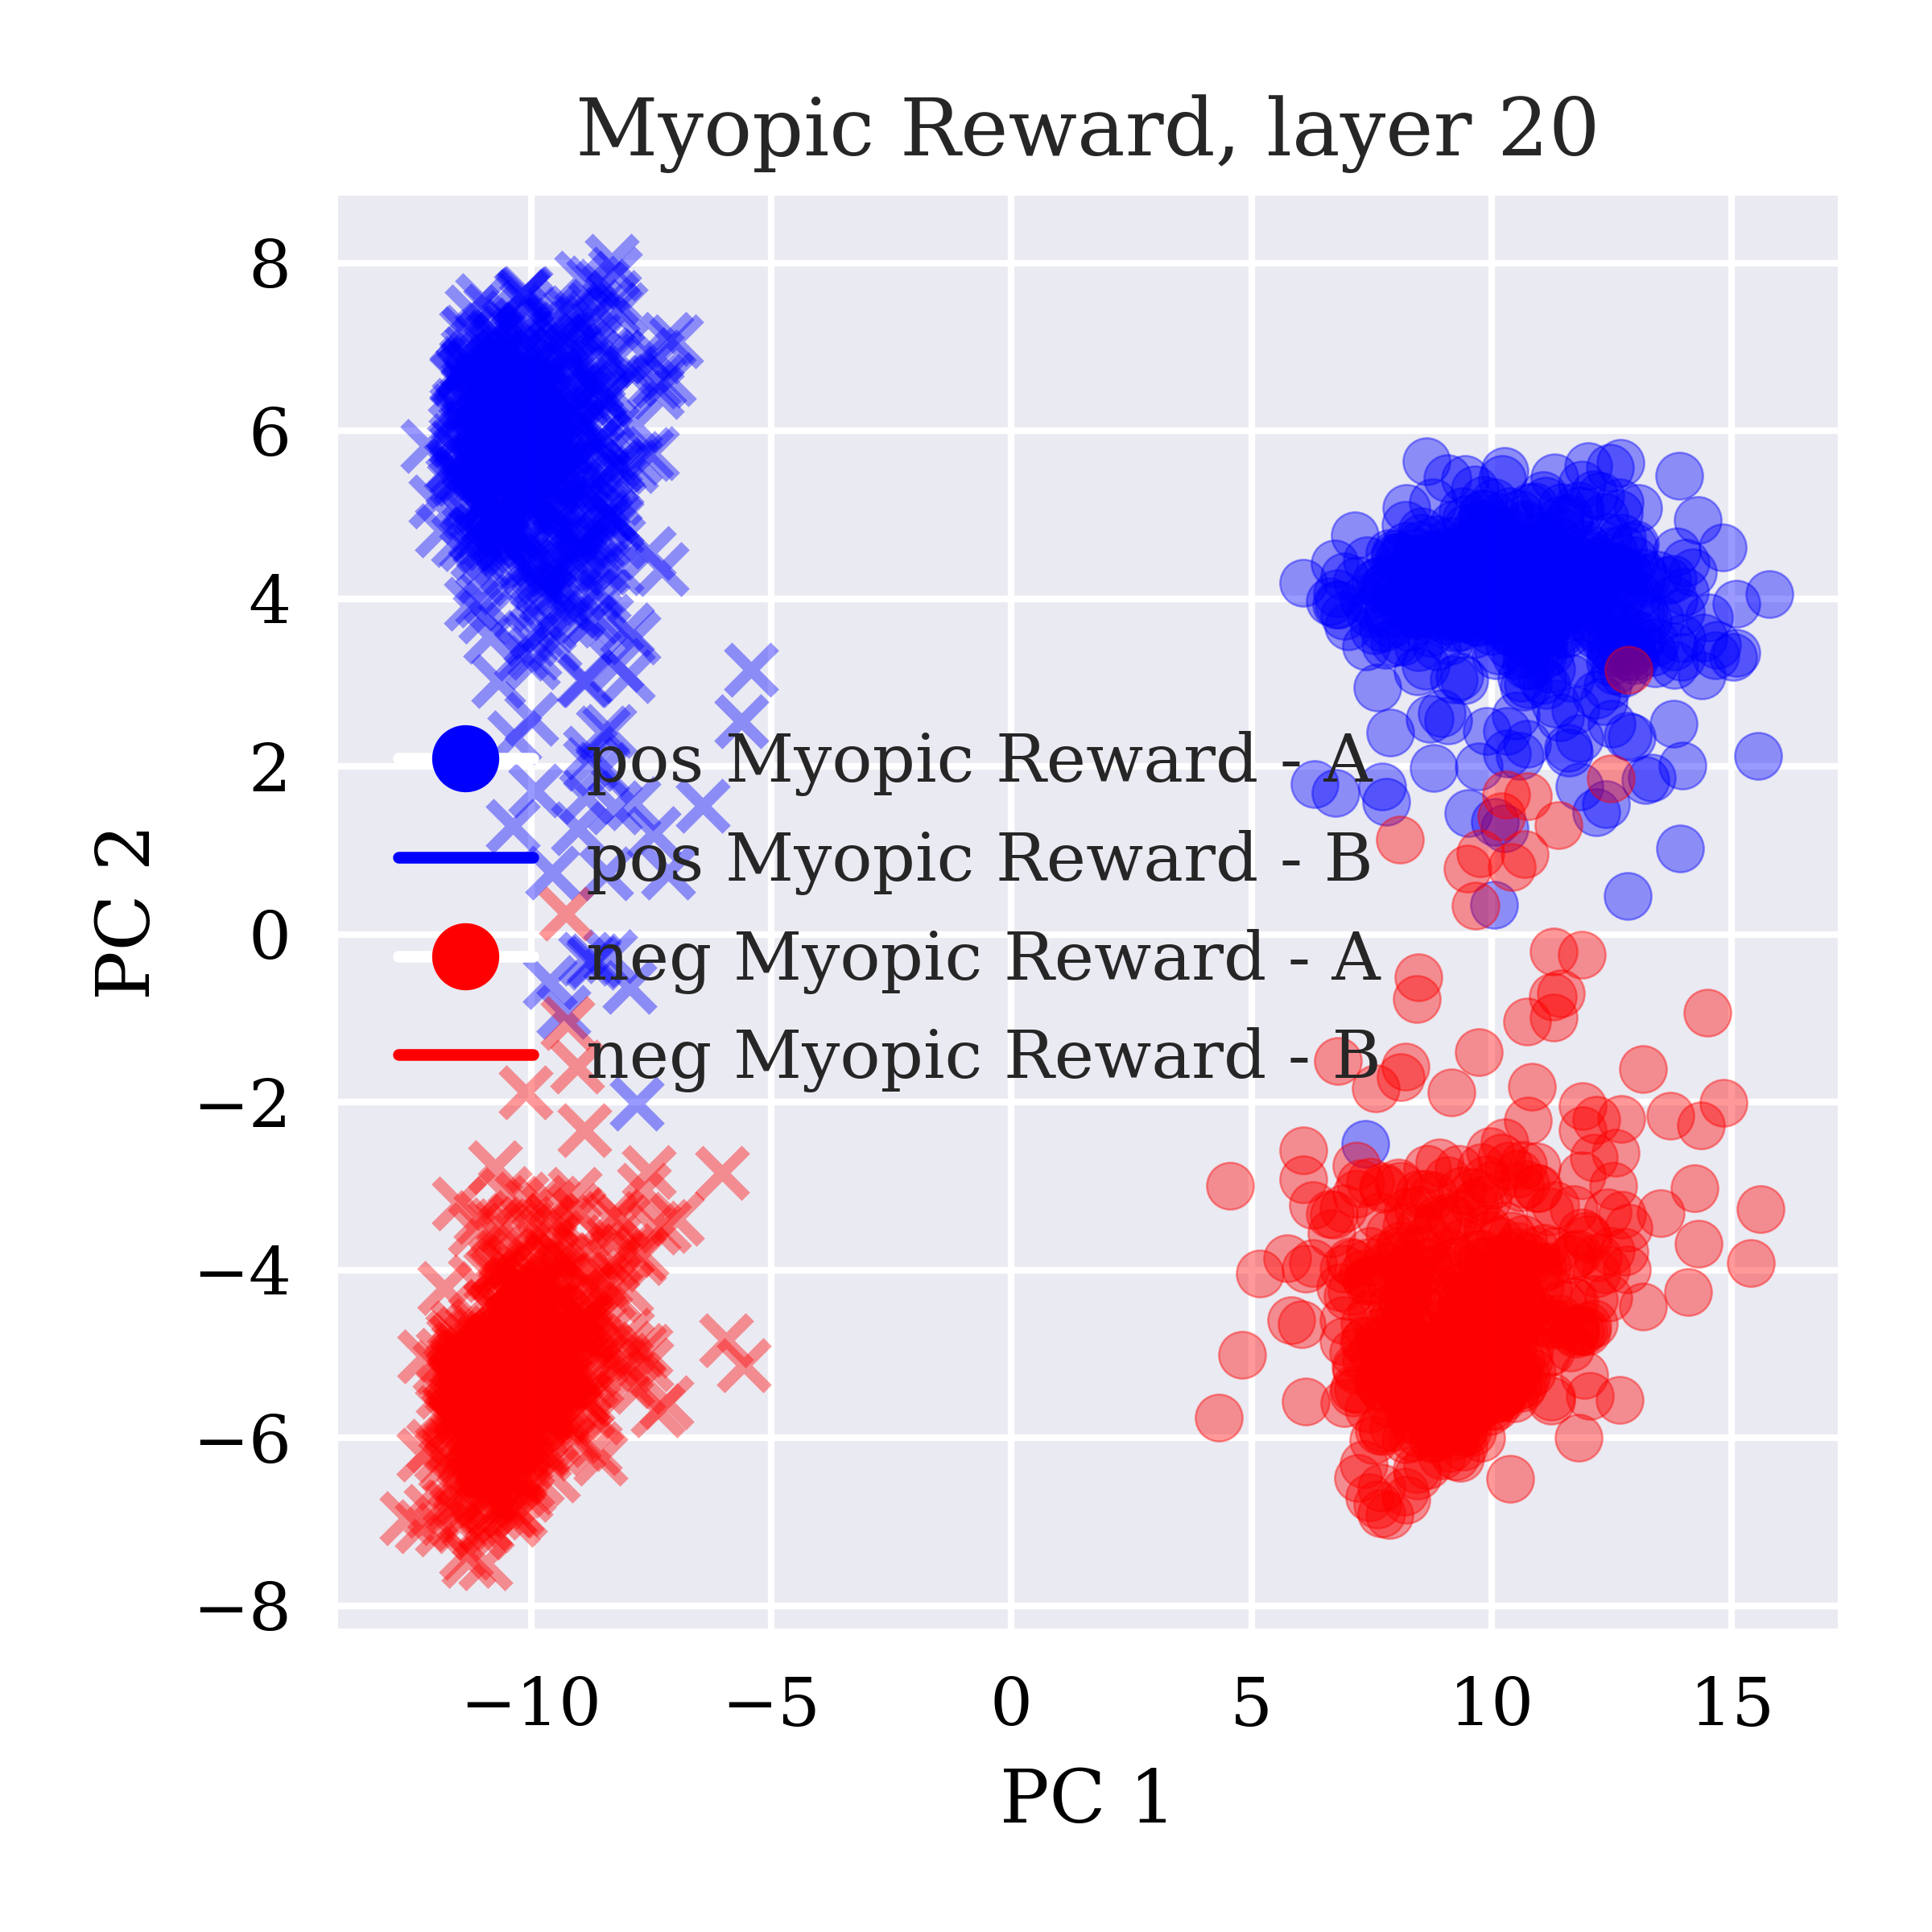 Myopic Reward, layer 20
8
6
4
2
0
−2
−4
−6
−8
PC 2
pos Myopic Reward - A
pos Myopic Reward - B
neg Myopic Reward - A
neg Myopic Reward - B
−10 −5 0 5 10 15
PC 1